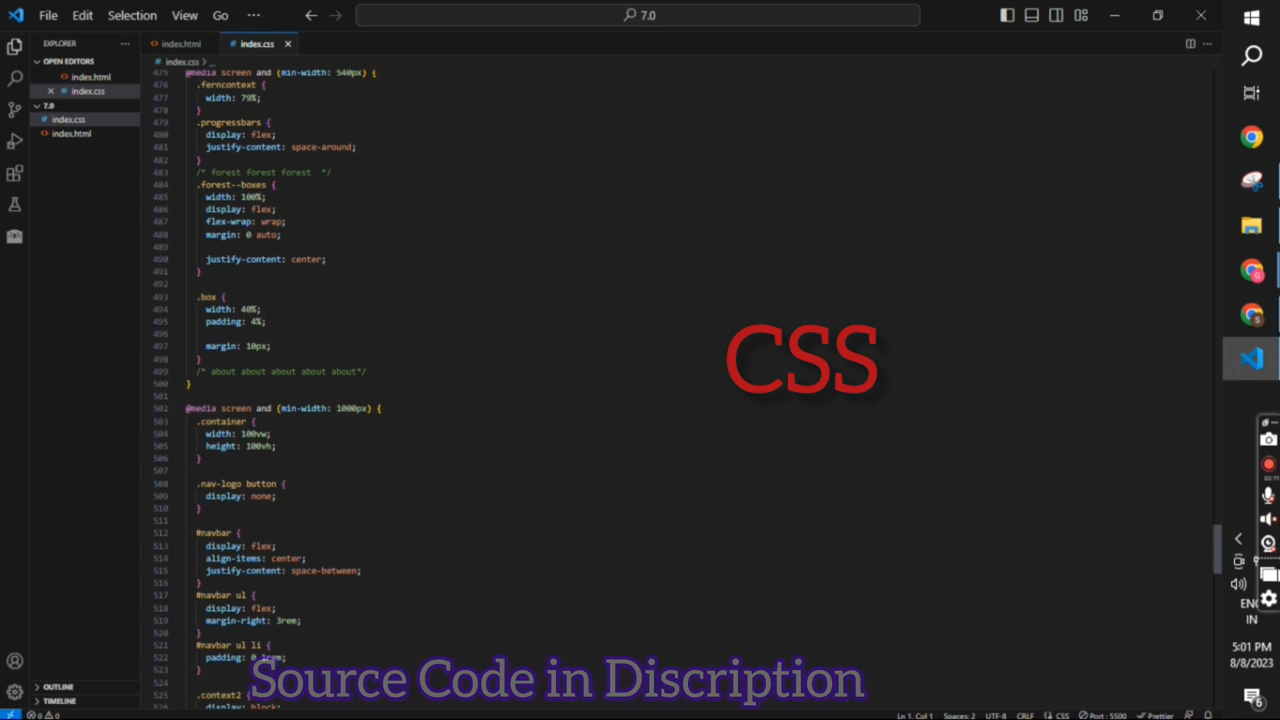 File Edit Selection View Go ··· 7.0
EXPLORER ···
OPEN EDITORS
index.html
index.css
7.0
index.css
index.html
OUTLINE
TIMELINE
index.html
# index.css
# index.css > ...
475 @media screen and (min-width: 540px) {
476 .ferncontext {
477 width: 79%;
478 }
479 .progressbars {
480 display: flex;
481 justify-content: space-around;
482 }
483 /* forest forest forest */
484 .forest--boxes {
485 width: 100%;
486 display: flex;
487 flex-wrap: wrap;
488 margin: 0 auto;
489
490 justify-content: center;
491 }
492
493 .box {
494 width: 40%;
495 padding: 4%;
496
497 margin: 10px;
498 }
499 /* about about about about about*/
500 }
501
502 @media screen and (min-width: 1000px) {
503 .container {
504 width: 100vw;
505 height: 100vh;
506 }
507
508 .nav-logo button {
509 display: none;
510 }
511
512 #navbar {
513 display: flex;
514 align-items: center;
515 justify-content: space-between;
516 }
517 #navbar ul {
518 display: flex;
519 margin-right: 3rem;
520 }
521 #navbar ul li {
522 padding: 0 1rem;
523 }
524
525 .context2 {
526 display: block;
CSS
Source Code in Discription
0 0
Ln 1, Col 1 Spaces: 2 UTF-8 CRLF CSS Port : 5500 Prettier
02:11
IN
5:01 PM
8/8/2023
6